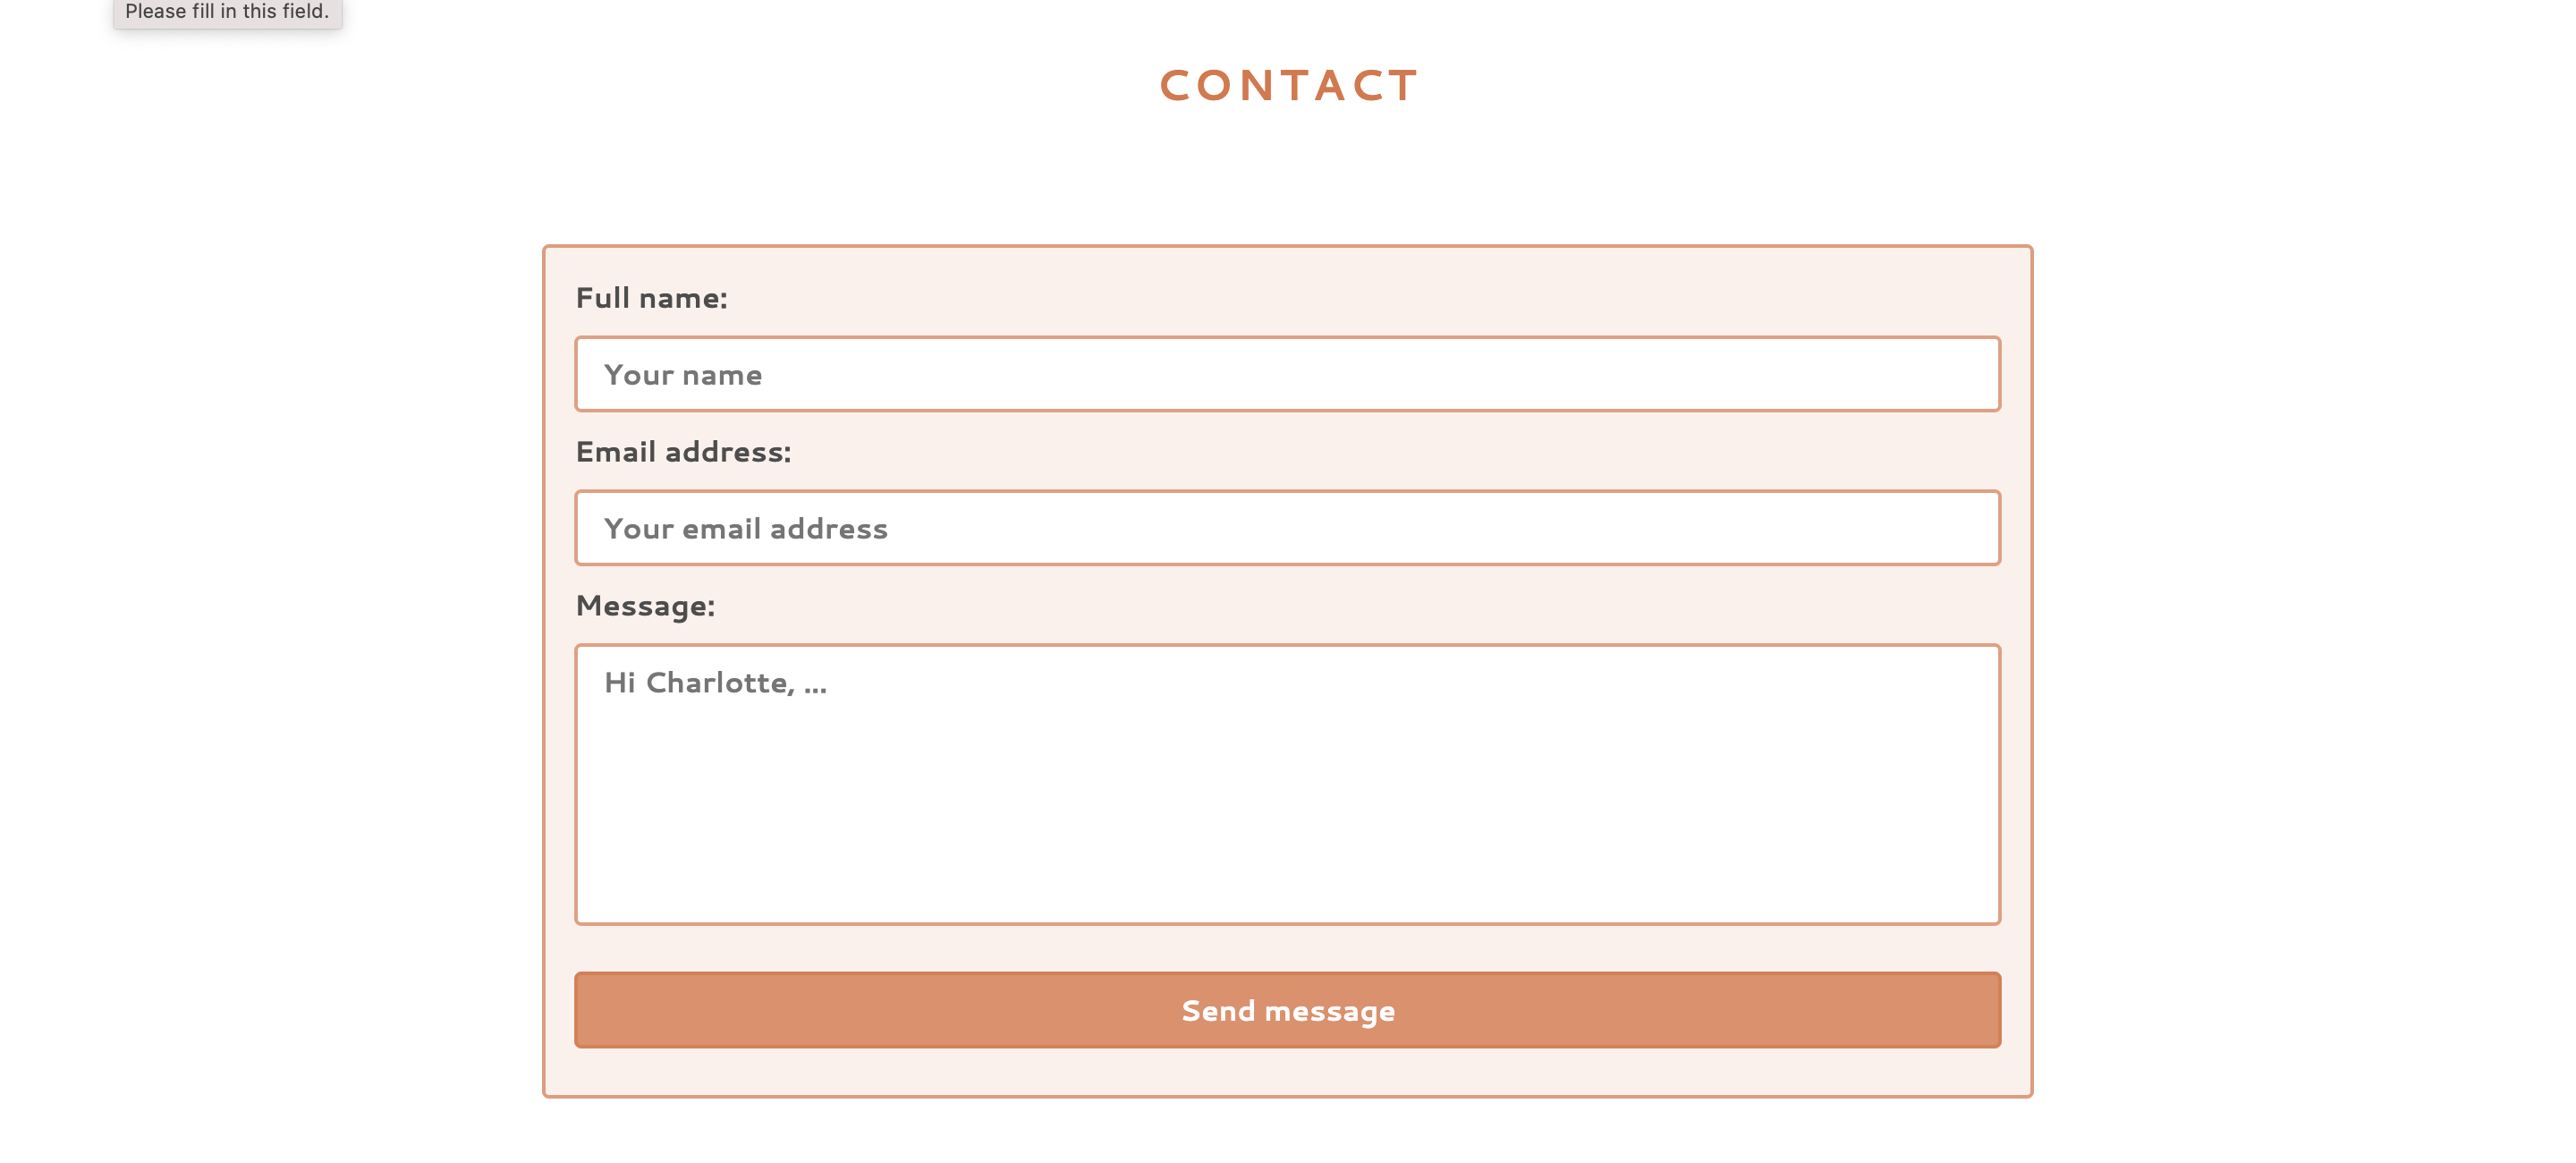 Please fill in this field.
CONTACT
Full name:
Your name
Email address:
Your email address
Message:
Hi Charlotte, ...
Send message